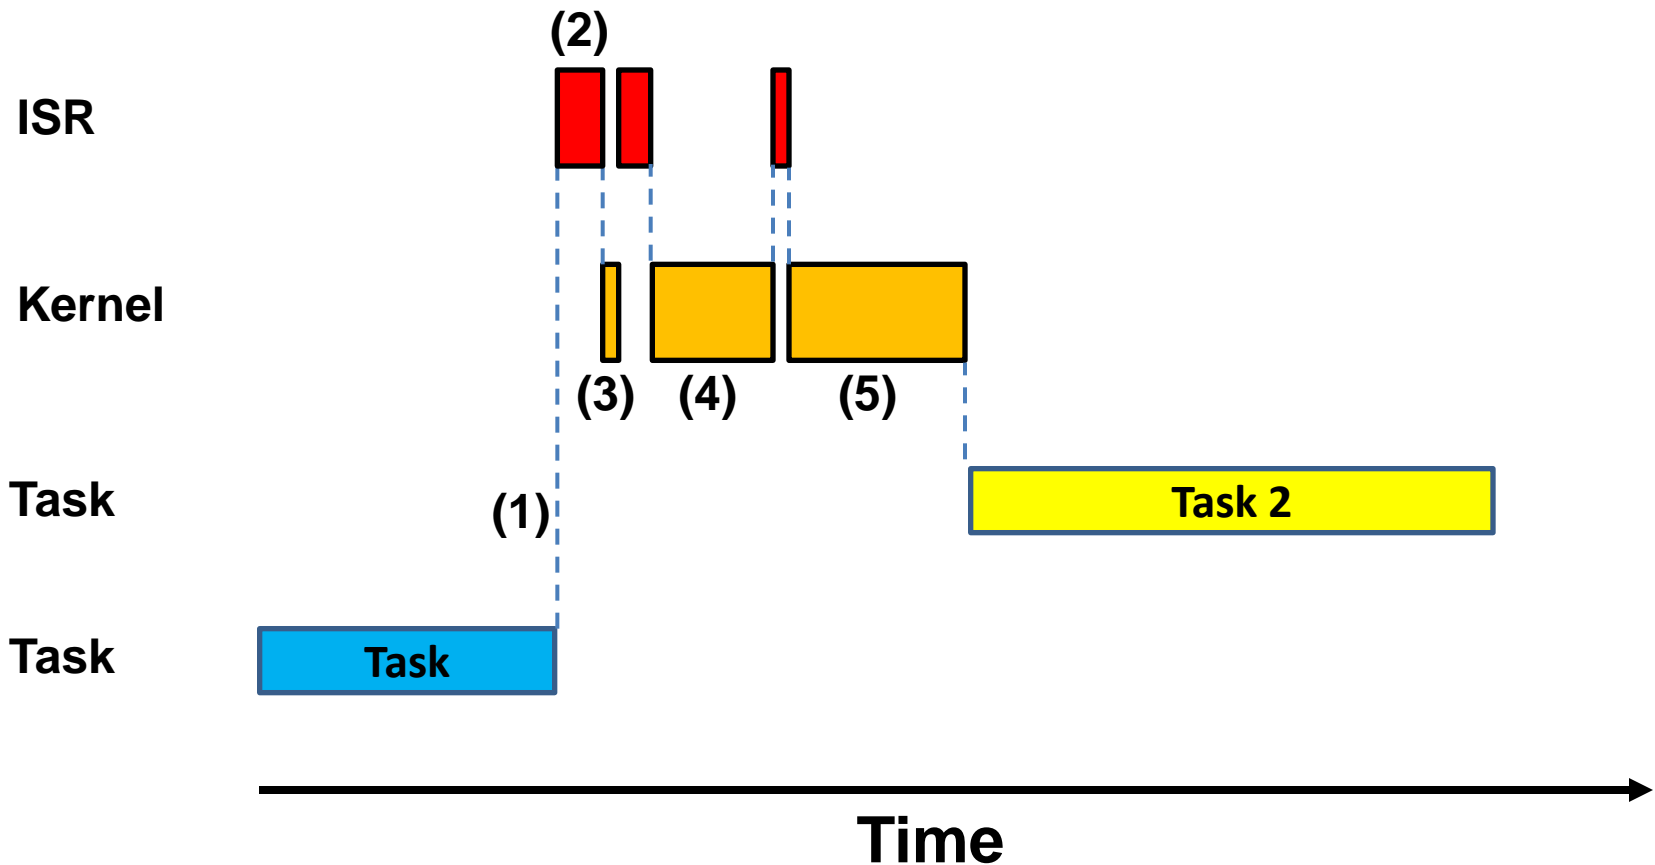 (2)
ISR
Kernel
(3) (4) (5)
Task
(1)
Task 2
Task
Task
Time